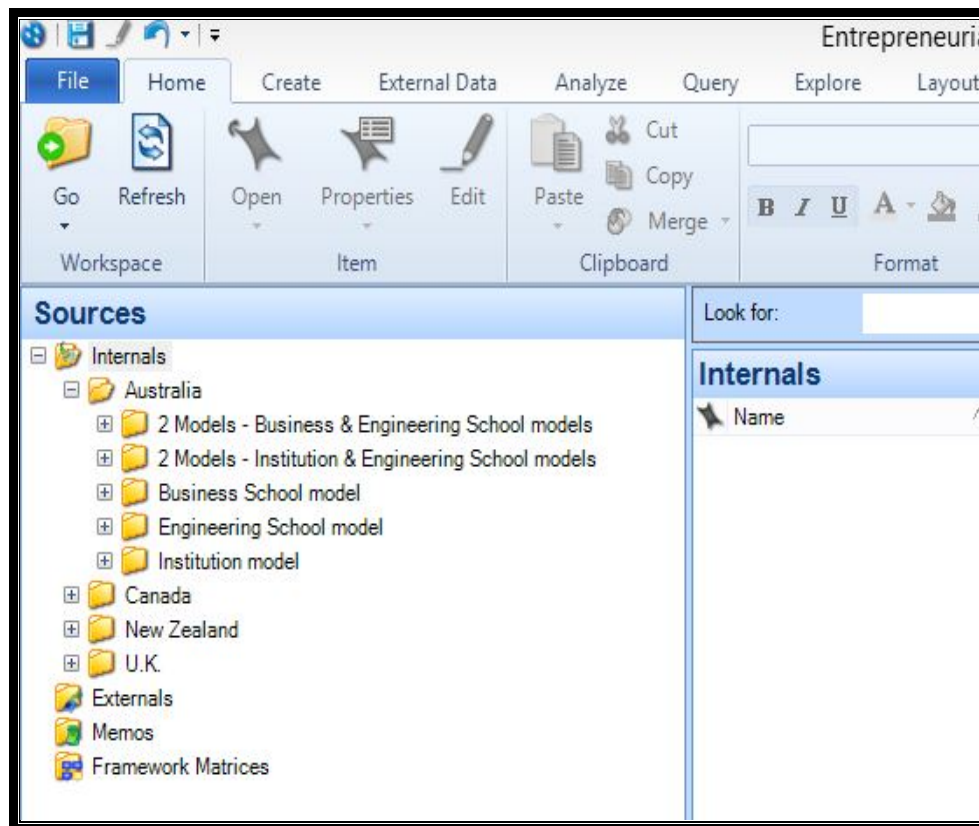 Entrepreneuria
File Home Create External Data Analyze Query Explore Layout
Go Refresh Open Properties Edit Paste Cut Copy Merge
B I U A
Workspace Item Clipboard Format
Sources
Look for:
Internals
Australia
2 Models - Business & Engineering School models
2 Models - Institution & Engineering School models
Business School model
Engineering School model
Institution model
Canada
New Zealand
U.K.
Externals
Memos
Framework Matrices
Internals
Name